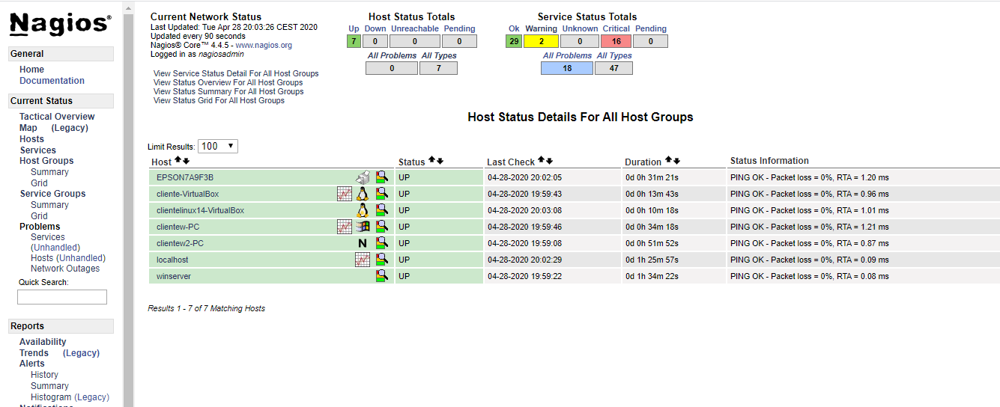 Nagios®
General
Home
Documentation
Current Status
Tactical Overview
Map (Legacy)
Hosts
Services
Host Groups
Summary
Grid
Service Groups
Summary
Grid
Problems
Services
(Unhandled)
Hosts (Unhandled)
Network Outages
Quick Search:
Reports
Availability
Trends (Legacy)
Alerts
History
Summary
Histogram (Legacy)
Notifications
Current Network Status
Last Updated: Tue Apr 28 20:03:26 CEST 2020
Updated every 90 seconds
Nagios® Core™ 4.4.5 - www.nagios.org
Logged in as nagiosadmin
View Service Status Detail For All Host Groups
View Status Overview For All Host Groups
View Status Summary For All Host Groups
View Status Grid For All Host Groups
Host Status Totals
Up Down Unreachable Pending
7 0 0 0
All Problems All Types
0 7
Service Status Totals
Ok Warning Unknown Critical Pending
29 2 0 16 0
All Problems All Types
18 47
Host Status Details For All Host Groups
Limit Results: 100
Host Status Last Check Duration Status Information
EPSON7A9F3B UP 04-28-2020 20:02:05 0d 0h 31m 21s PING OK - Packet loss = 0%, RTA = 1.20 ms
cliente-VirtualBox UP 04-28-2020 19:59:43 0d 0h 13m 43s PING OK - Packet loss = 0%, RTA = 0.96 ms
clientelinux14-VirtualBox UP 04-28-2020 20:03:08 0d 0h 10m 18s PING OK - Packet loss = 0%, RTA = 1.01 ms
clientew-PC UP 04-28-2020 19:59:46 0d 0h 34m 18s PING OK - Packet loss = 0%, RTA = 1.21 ms
clientew2-PC N UP 04-28-2020 19:59:08 0d 0h 51m 52s PING OK - Packet loss = 0%, RTA = 0.87 ms
localhost UP 04-28-2020 20:02:29 0d 1h 25m 57s PING OK - Packet loss = 0%, RTA = 0.09 ms
winserver UP 04-28-2020 19:59:22 0d 1h 34m 22s PING OK - Packet loss = 0%, RTA = 0.08 ms
Results 1 - 7 of 7 Matching Hosts